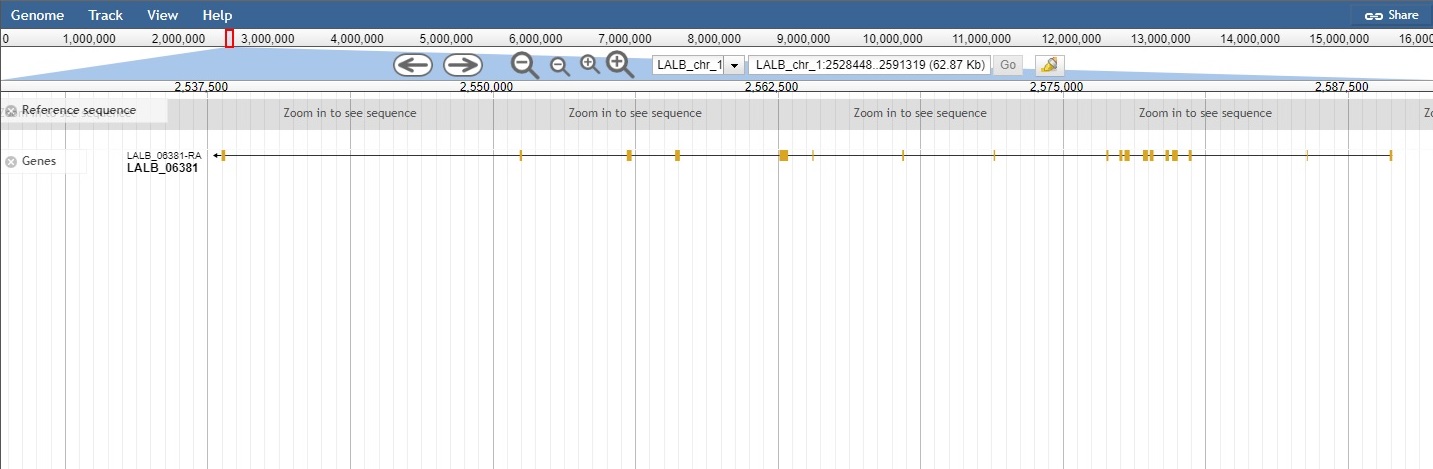 Genome Track View Help Share
0 1,000,000 2,000,000 3,000,000 4,000,000 5,000,000 6,000,000 7,000,000 8,000,000 9,000,000 10,000,000 11,000,000 12,000,000 13,000,000 14,000,000 15,000,000 16,00
LALB_chr_1 LALB_chr_1:2528448..2591319 (62.87 Kb) Go
2,537,500 2,550,000 2,562,500 2,575,000 2,587,500
Reference sequence Zoom in to see sequence Zoom in to see sequence Zoom in to see sequence Zoom in to see sequence Zo
LALB_06381-RA
Genes
LALB_06381